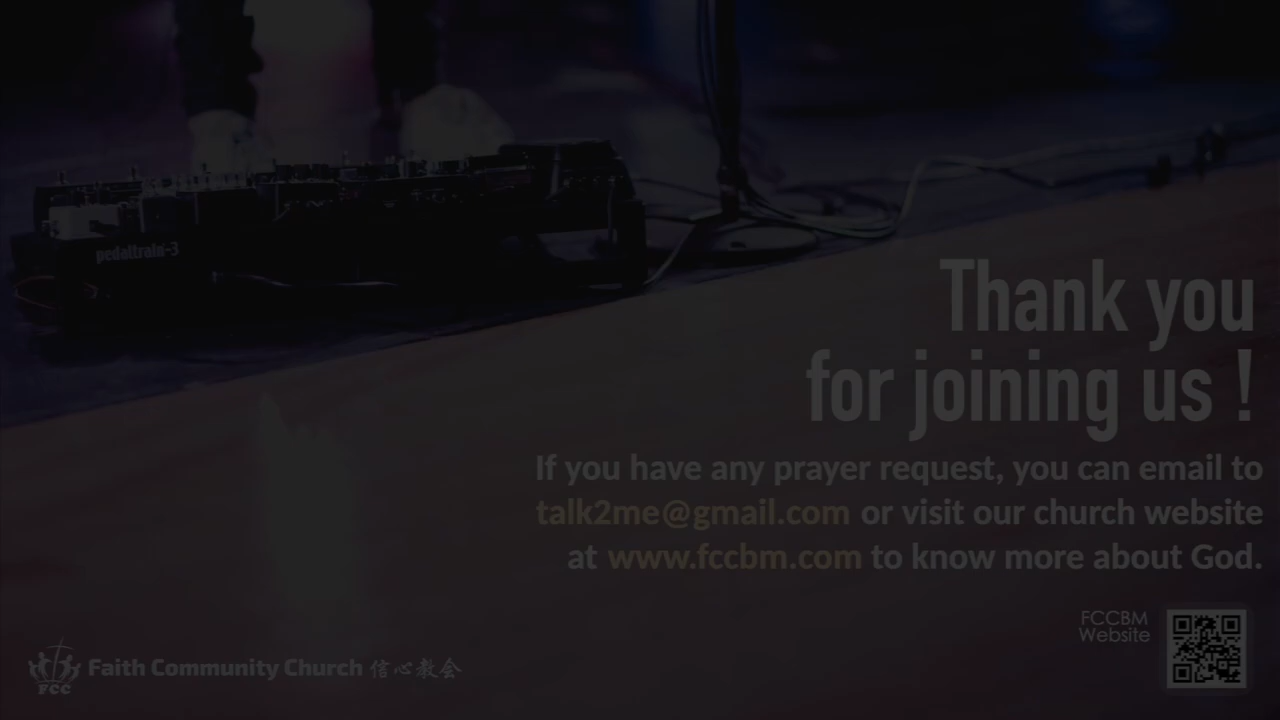 pedaltrain-3
Thank you
for joining us !
If you have any prayer request, you can email to
talk2me@gmail.com or visit our church website
at www.fccbm.com to know more about God.
FCCBM
Website
Faith Community Church 信心教会
FCC